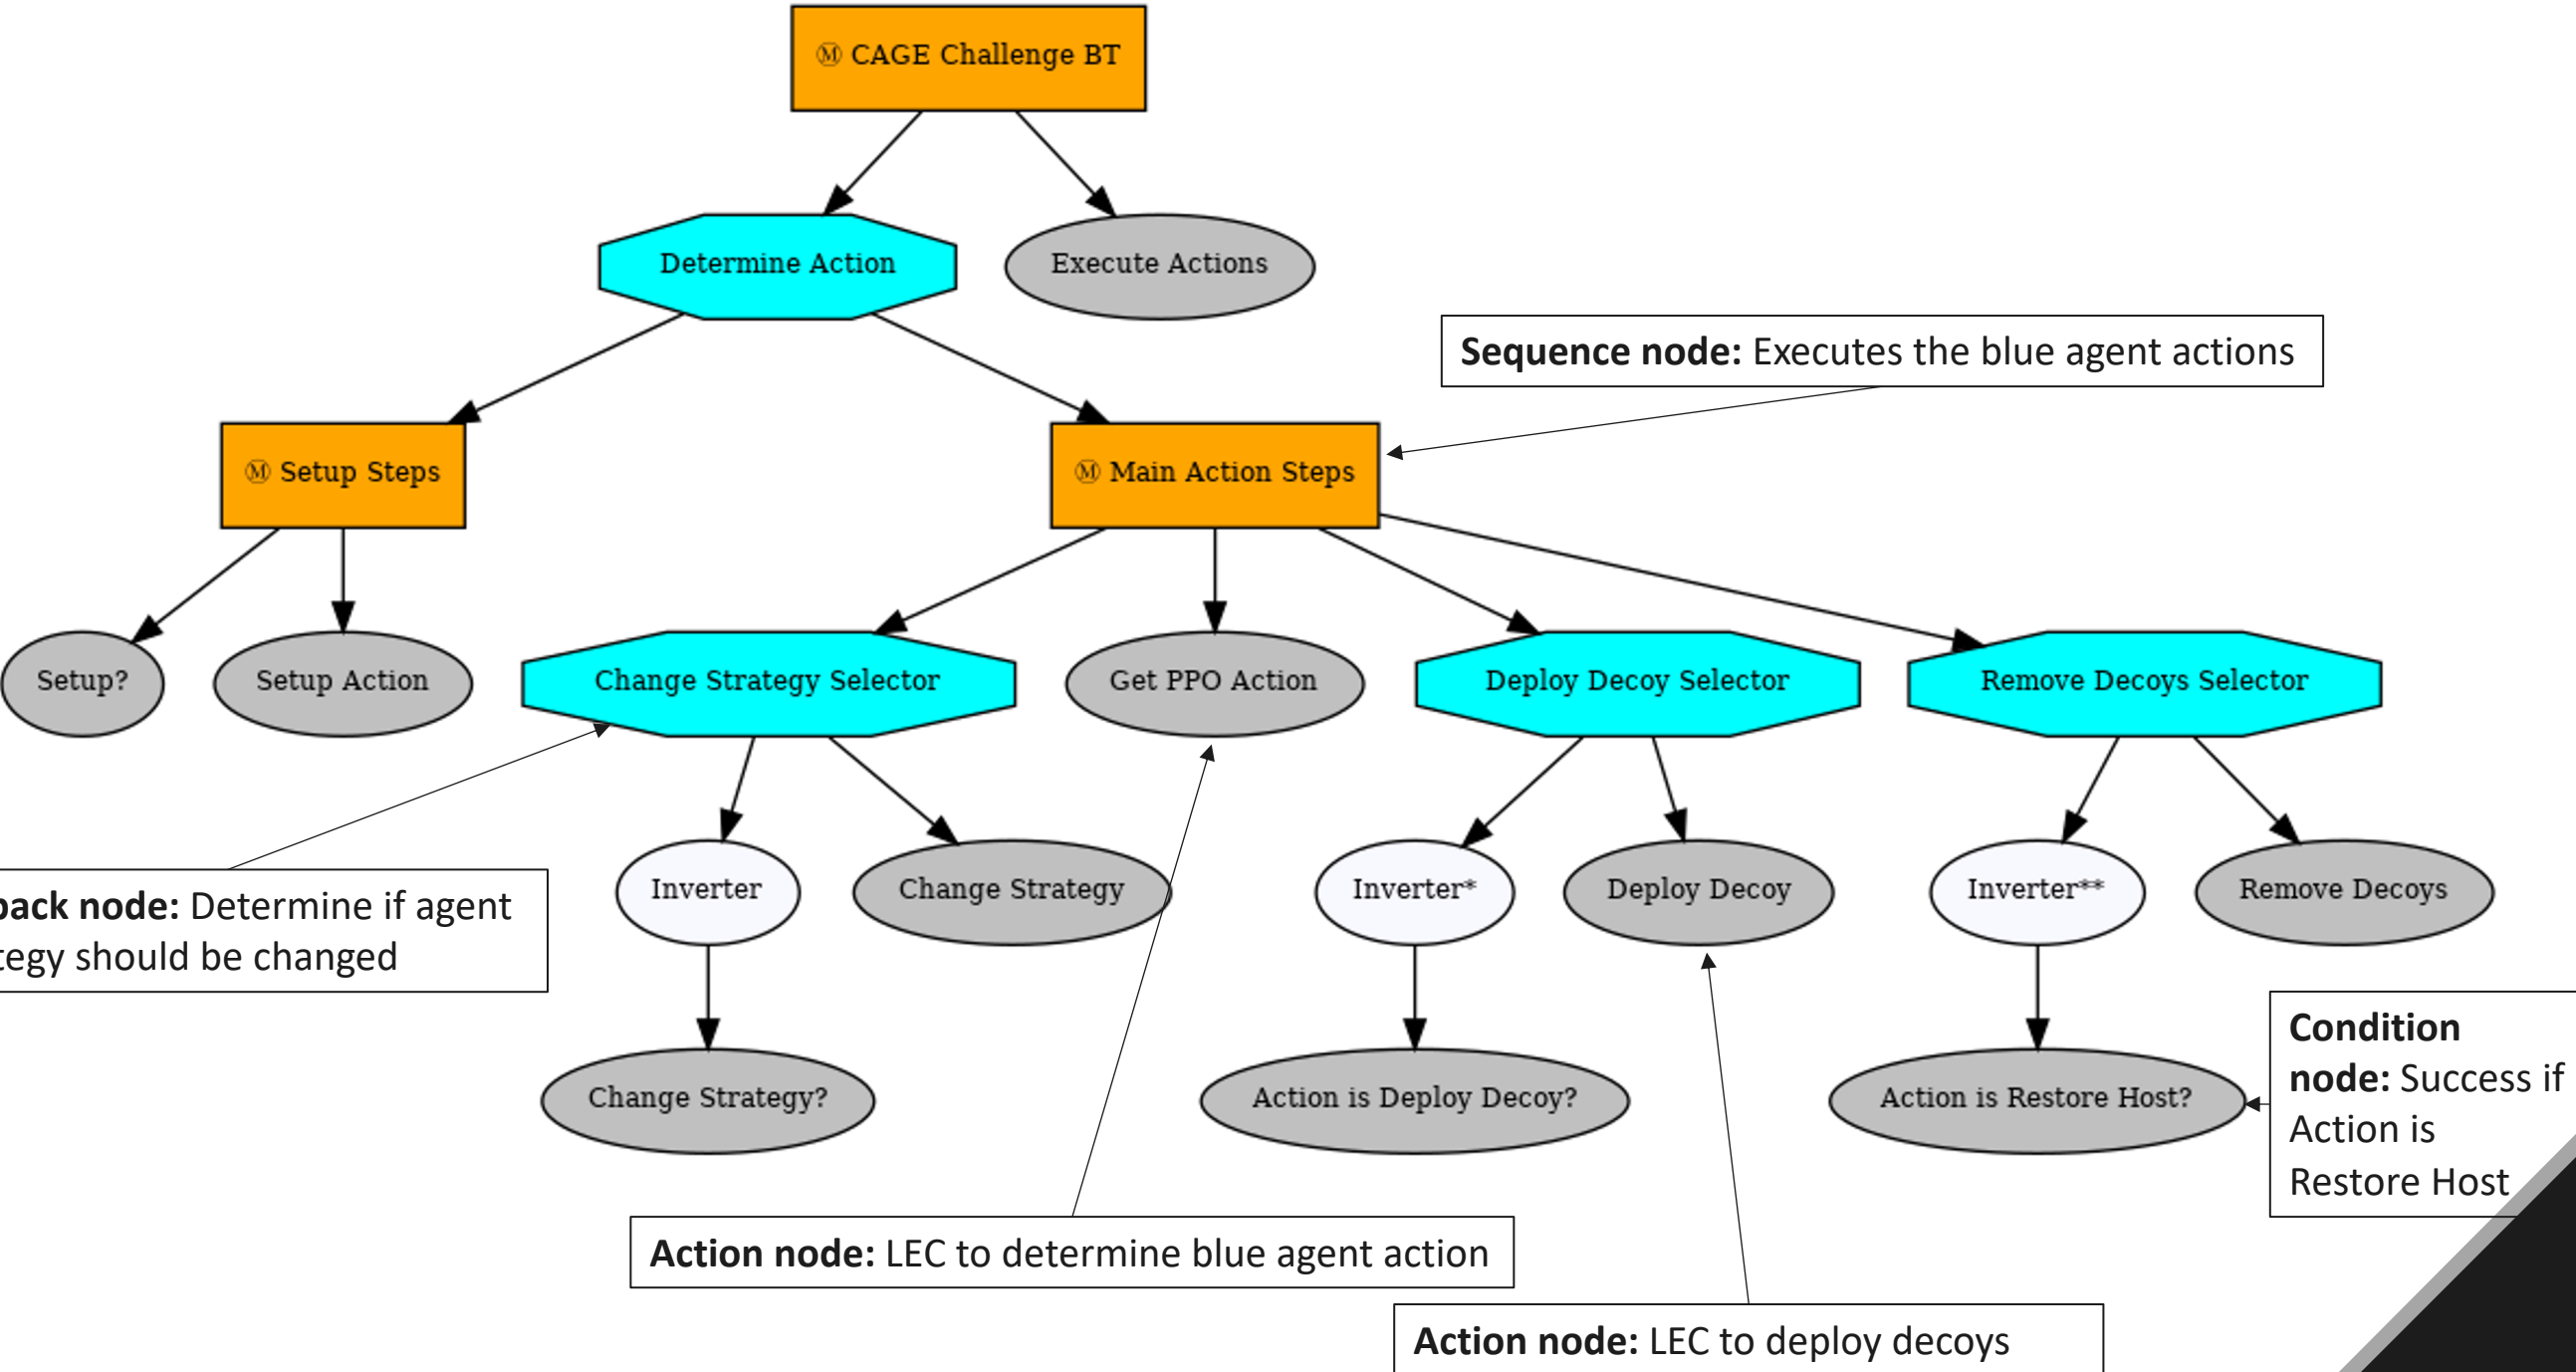 Ⓜ CAGE Challenge BT
Determine Action
Execute Actions
Sequence node: Executes the blue agent actions
Ⓜ Setup Steps
Ⓜ Main Action Steps
Setup?
Setup Action
Change Strategy Selector
Get PPO Action
Deploy Decoy Selector
Remove Decoys Selector
Inverter
Change Strategy
Inverter*
Deploy Decoy
Inverter**
Remove Decoys
node: Determine if agent
should be changed
Change Strategy?
Action is Deploy Decoy?
Action is Restore Host?
Condition
node: Success if
Action is
Restore Host
Action node: LEC to determine blue agent action
Action node: LEC to deploy decoys